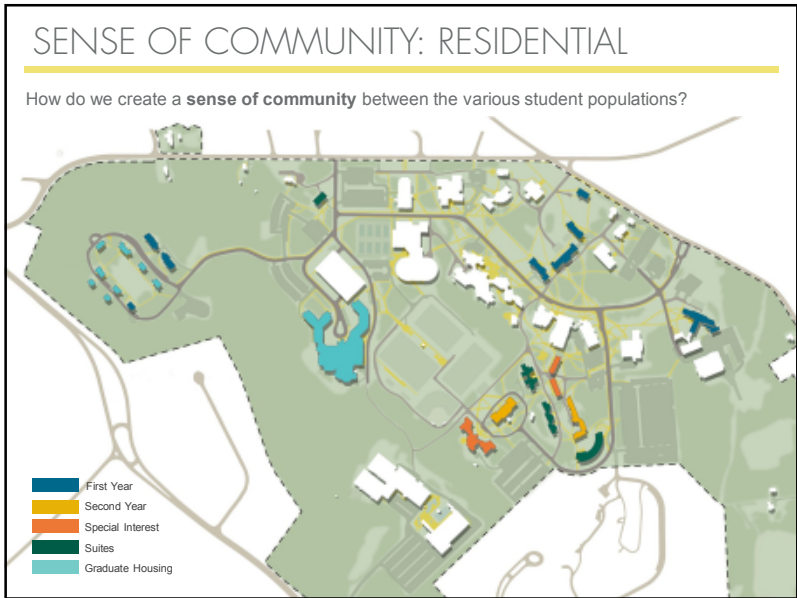 SENSE OF COMMUNITY: RESIDENTIAL
How do we create a sense of community between the various student populations?
First Year
Second Year
Special Interest
Suites
Graduate Housing